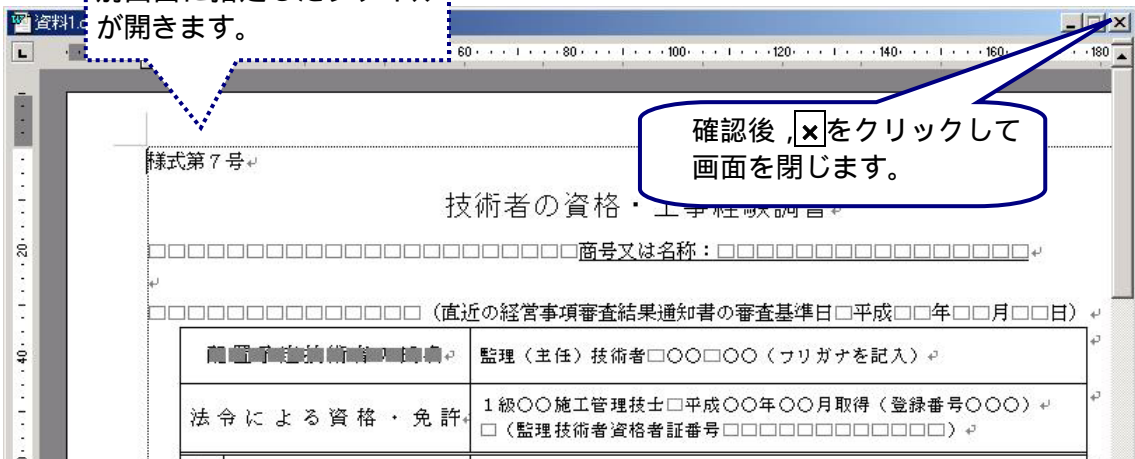 が開きます。
資料1.
60 80 100 120 140 160 180
確認後,×をクリックして
画面を閉じます。
様式第7号
技術者の資格・工事経験調書
□□□□□□□□□□□□□□□□□□□□□□商号又は名称:□□□□□□□□□□□□□□□□
□□□□□□□□□□□□□□(直近の経営事項審査結果通知書の審査基準日□平成□□年□□月□□日)
監理(主任)技術者□○○□○○(フリガナを記入)
法令による資格・免許
1級○○施工管理技士□平成○○年○○月取得(登録番号○○○)
□(監理技術者資格者証番号□□□□□□□□□□□□)
20
40